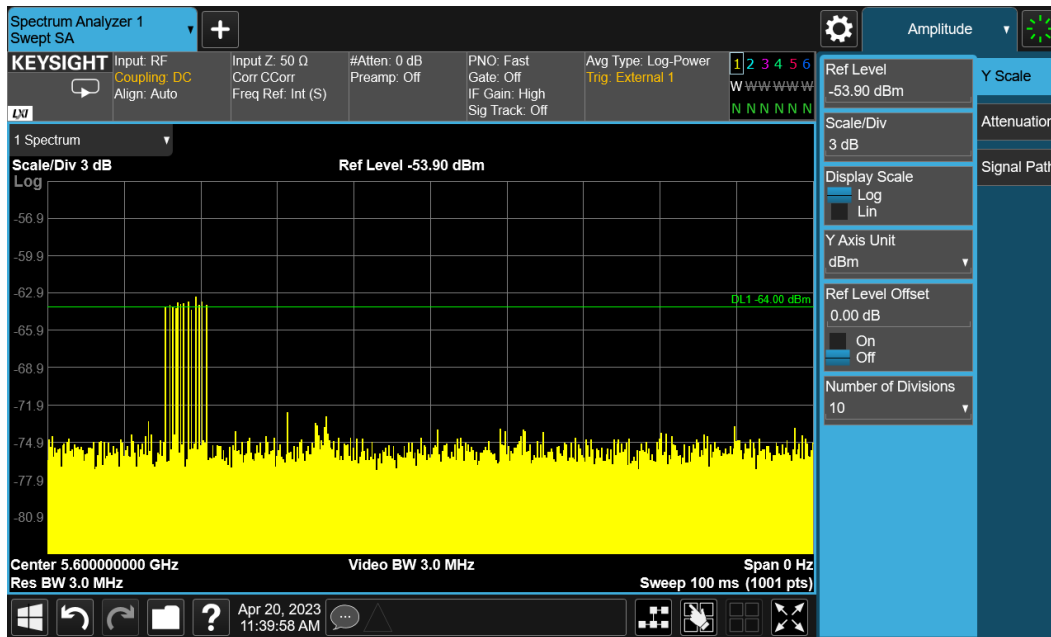 Spectrum Analyzer 1
Swept SA
Amplitude
KEYSIGHT
Input: RF
Coupling: DC
Align: Auto
Input Z: 50 Ω
Corr CCorr
Freq Ref: Int (S)
#Atten: 0 dB
Preamp: Off
PNO: Fast
Gate: Off
IF Gain: High
Sig Track: Off
Avg Type: Log-Power
Trig: External 1
1 2 3 4 5 6
W W W W W W
N N N N N N
LXI
1 Spectrum
Scale/Div 3 dB
Ref Level -53.90 dBm
Log
-56.9
-59.9
-62.9
DL1 -64.00 dBm
-65.9
-68.9
-71.9
-74.9
-77.9
-80.9
Center 5.600000000 GHz
Video BW 3.0 MHz
Span 0 Hz
Res BW 3.0 MHz
Sweep 100 ms (1001 pts)
Ref Level
-53.90 dBm
Scale/Div
3 dB
Display Scale
Log
Lin
Y Axis Unit
dBm
Ref Level Offset
0.00 dB
On
Off
Number of Divisions
10
Y Scale
Attenuation
Signal Path
?
Apr 20, 2023
11:39:58 AM